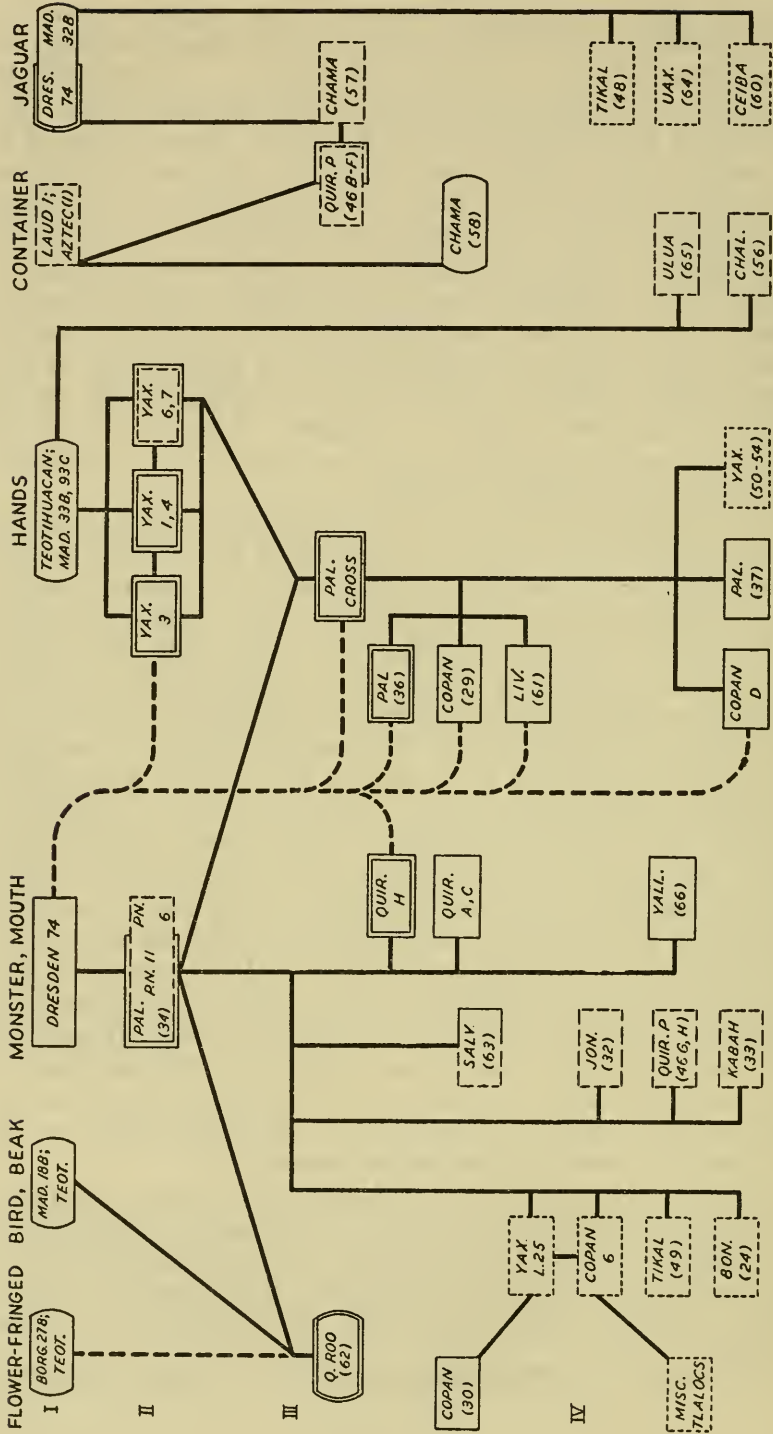 FLOWER-FRINGED
BIRD, BEAK
MONSTER, MOUTH
HANDS
CONTAINER
JAGUAR
I
BORG.27B;
TEOT.
MAD. 18B;
TEOT.
DRESDEN 74
TEOTIHUACAN;
MAD. 33B, 93C
LAUD 1;
AZTEC(1)
DRES.
74
MAD.
32B
II
PAL.
(34)
PN. 11
PN.
6
YAX.
3
YAX.
1, 4
YAX.
6, 7
III
Q. ROO
(62)
PAL.
CROSS
QUIR. P
(46 B-F)
CHAMA
(57)
QUIR.
H
QUIR.
A, C
PAL
(36)
COPAN
(29)
LIV.
(61)
CHAMA
(58)
IV
COPAN
(30)
MISC.
TLALOCS
YAX.
L.25
COPAN
6
TIKAL
(49)
BON.
(24)
SALV.
(63)
JON.
(32)
QUIR. P
(46G, H)
KABAH
(33)
YALL.
(66)
COPAN
D
PAL.
(37)
YAX.
(50-54)
ULUA
(65)
CHAL.
(56)
TIKAL
(48)
UAX.
(64)
CEIBA
(60)